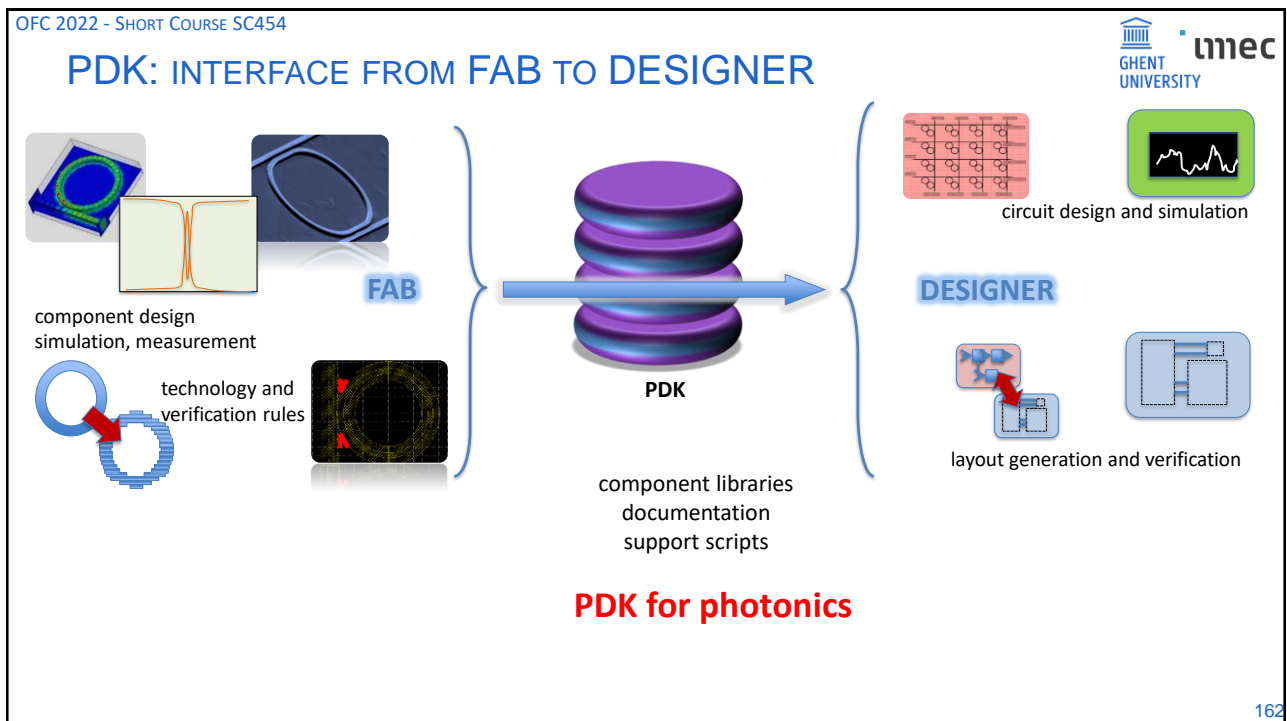 OFC 2022 - SHORT COURSE SC454
PDK: INTERFACE FROM FAB TO DESIGNER
GHENT
UNIVERSITY
imec
FAB
component design
simulation, measurement
technology and
verification rules
PDK
component libraries
documentation
support scripts
PDK for photonics
circuit design and simulation
DESIGNER
layout generation and verification
162